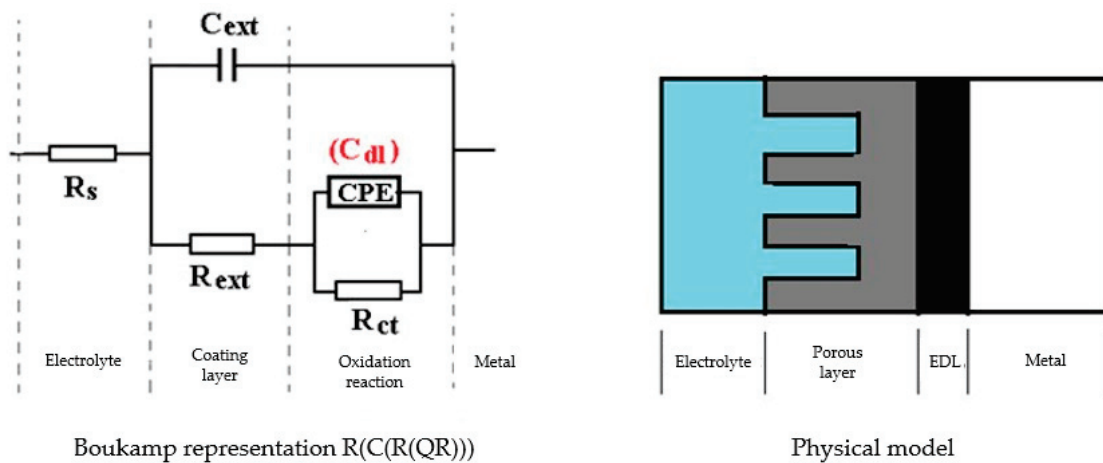 Cext
(Cdl)
CPE
Rs
Rext
Rct
Electrolyte
Coating
layer
Oxidation
reaction
Metal
Boukamp representation R(C(R(QR)))
Electrolyte
Porous
layer
EDL
Metal
Physical model